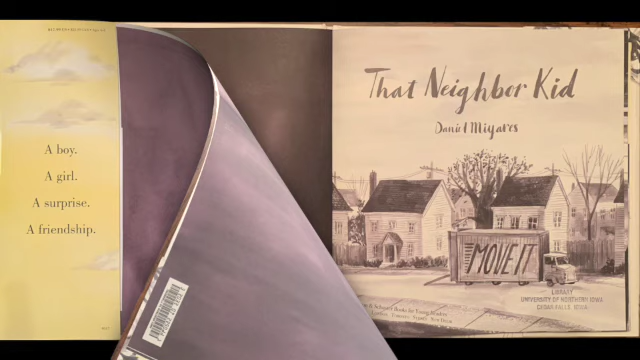 A boy.
A girl.
A surprise.
A friendship.
That Neighbor Kid
Daniel Miyares
MOVE IT
LIBRARY
UNIVERSITY OF NORTHERN IOWA
CEDAR FALLS, IOWA